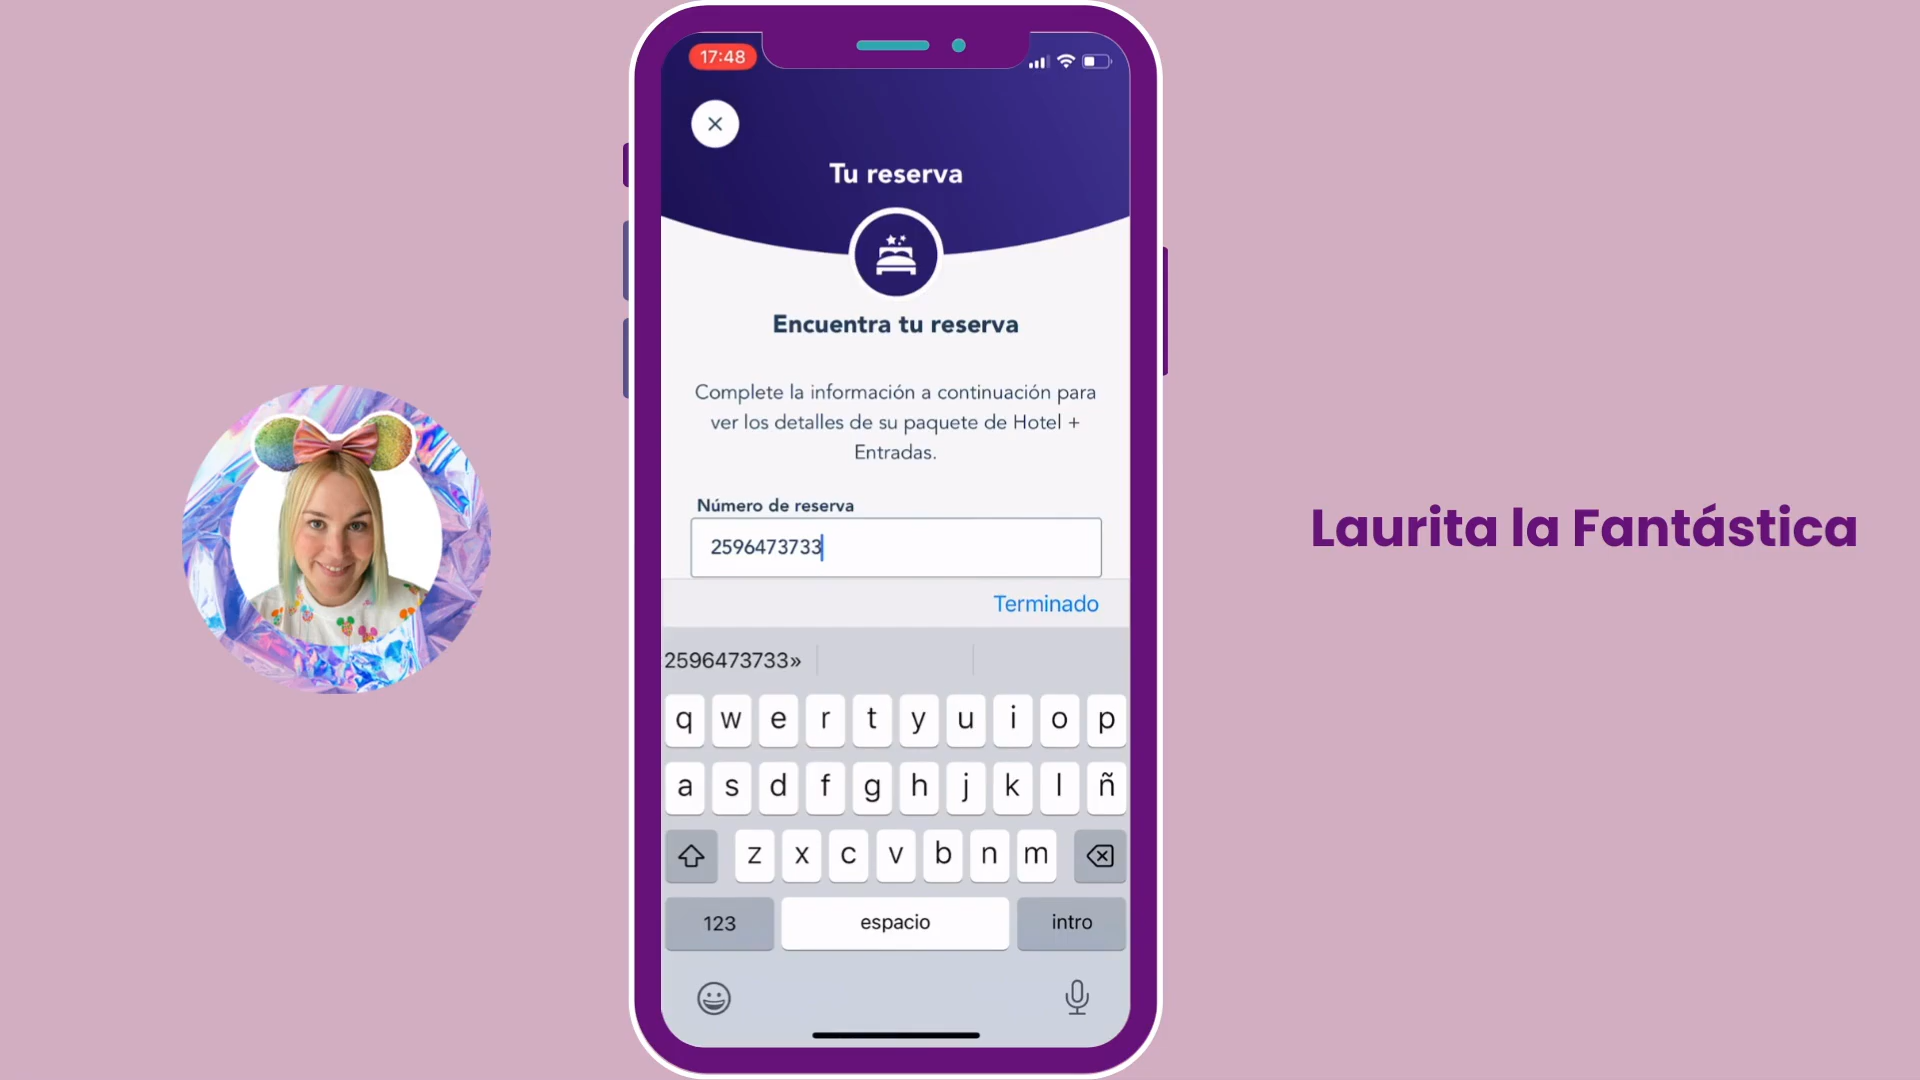 17:48
Tu reserva
Encuentra tu reserva
Complete la información a continuación para
ver los detalles de su paquete de Hotel +
Entradas.
Número de reserva
2596473733
Terminado
2596473733»
q w e r t y u i o p
a s d f g h j k l ñ
z x c v b n m
123 espacio intro
Laurita la Fantástica